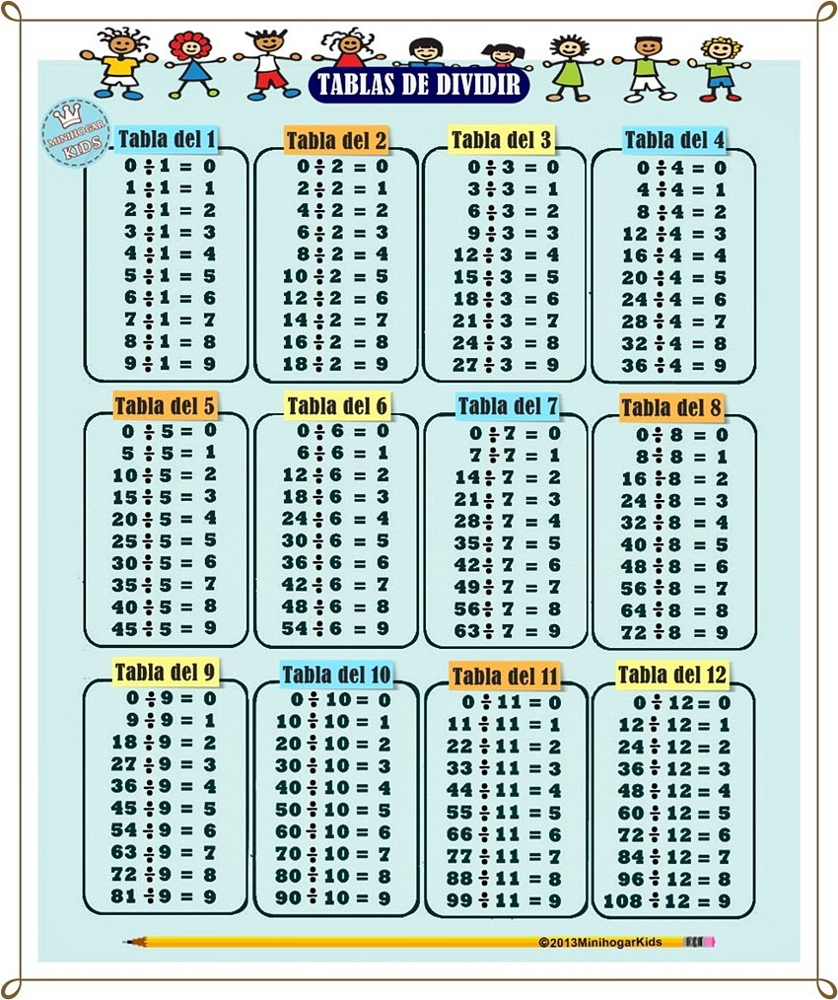 TABLAS DE DIVIDIR
MINIHOGAR
KIDS
Tabla del 1
0 ÷ 1 = 0
1 ÷ 1 = 1
2 ÷ 1 = 2
3 ÷ 1 = 3
4 ÷ 1 = 4
5 ÷ 1 = 5
6 ÷ 1 = 6
7 ÷ 1 = 7
8 ÷ 1 = 8
9 ÷ 1 = 9
Tabla del 2
0 ÷ 2 = 0
2 ÷ 2 = 1
4 ÷ 2 = 2
6 ÷ 2 = 3
8 ÷ 2 = 4
10 ÷ 2 = 5
12 ÷ 2 = 6
14 ÷ 2 = 7
16 ÷ 2 = 8
18 ÷ 2 = 9
Tabla del 3
0 ÷ 3 = 0
3 ÷ 3 = 1
6 ÷ 3 = 2
9 ÷ 3 = 3
12 ÷ 3 = 4
15 ÷ 3 = 5
18 ÷ 3 = 6
21 ÷ 3 = 7
24 ÷ 3 = 8
27 ÷ 3 = 9
Tabla del 4
0 ÷ 4 = 0
4 ÷ 4 = 1
8 ÷ 4 = 2
12 ÷ 4 = 3
16 ÷ 4 = 4
20 ÷ 4 = 5
24 ÷ 4 = 6
28 ÷ 4 = 7
32 ÷ 4 = 8
36 ÷ 4 = 9
Tabla del 5
0 ÷ 5 = 0
5 ÷ 5 = 1
10 ÷ 5 = 2
15 ÷ 5 = 3
20 ÷ 5 = 4
25 ÷ 5 = 5
30 ÷ 5 = 6
35 ÷ 5 = 7
40 ÷ 5 = 8
45 ÷ 5 = 9
Tabla del 6
0 ÷ 6 = 0
6 ÷ 6 = 1
12 ÷ 6 = 2
18 ÷ 6 = 3
24 ÷ 6 = 4
30 ÷ 6 = 5
36 ÷ 6 = 6
42 ÷ 6 = 7
48 ÷ 6 = 8
54 ÷ 6 = 9
Tabla del 7
0 ÷ 7 = 0
7 ÷ 7 = 1
14 ÷ 7 = 2
21 ÷ 7 = 3
28 ÷ 7 = 4
35 ÷ 7 = 5
42 ÷ 7 = 6
49 ÷ 7 = 7
56 ÷ 7 = 8
63 ÷ 7 = 9
Tabla del 8
0 ÷ 8 = 0
8 ÷ 8 = 1
16 ÷ 8 = 2
24 ÷ 8 = 3
32 ÷ 8 = 4
40 ÷ 8 = 5
48 ÷ 8 = 6
56 ÷ 8 = 7
64 ÷ 8 = 8
72 ÷ 8 = 9
Tabla del 9
0 ÷ 9 = 0
9 ÷ 9 = 1
18 ÷ 9 = 2
27 ÷ 9 = 3
36 ÷ 9 = 4
45 ÷ 9 = 5
54 ÷ 9 = 6
63 ÷ 9 = 7
72 ÷ 9 = 8
81 ÷ 9 = 9
Tabla del 10
0 ÷ 10 = 0
10 ÷ 10 = 1
20 ÷ 10 = 2
30 ÷ 10 = 3
40 ÷ 10 = 4
50 ÷ 10 = 5
60 ÷ 10 = 6
70 ÷ 10 = 7
80 ÷ 10 = 8
90 ÷ 10 = 9
Tabla del 11
0 ÷ 11 = 0
11 ÷ 11 = 1
22 ÷ 11 = 2
33 ÷ 11 = 3
44 ÷ 11 = 4
55 ÷ 11 = 5
66 ÷ 11 = 6
77 ÷ 11 = 7
88 ÷ 11 = 8
99 ÷ 11 = 9
Tabla del 12
0 ÷ 12 = 0
12 ÷ 12 = 1
24 ÷ 12 = 2
36 ÷ 12 = 3
48 ÷ 12 = 4
60 ÷ 12 = 5
72 ÷ 12 = 6
84 ÷ 12 = 7
96 ÷ 12 = 8
108 ÷ 12 = 9
©2013MinihogarKids